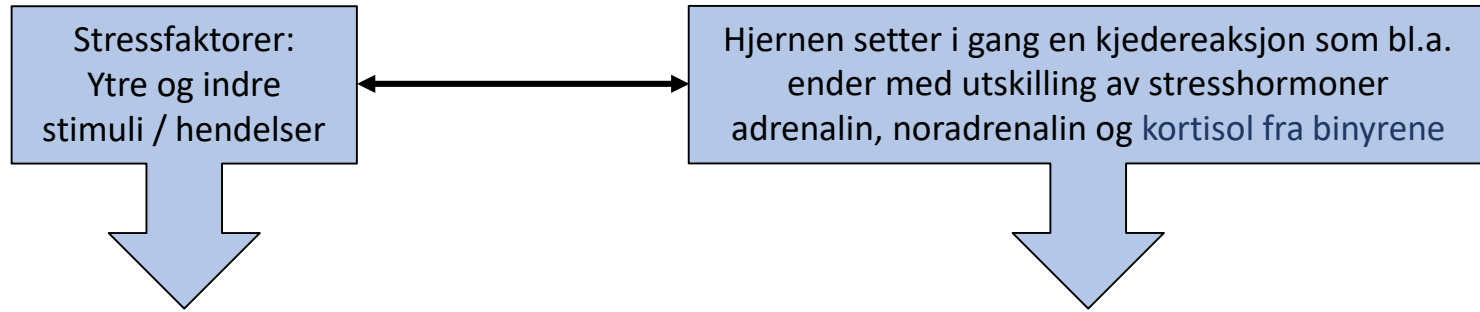 Stressfaktorer:
Ytre og indre
stimuli / hendelser
Hjernen setter i gang en kjedereaksjon som bl.a.
ender med utskilling av stresshormoner
adrenalin, noradrenalin og kortisol fra binyrene